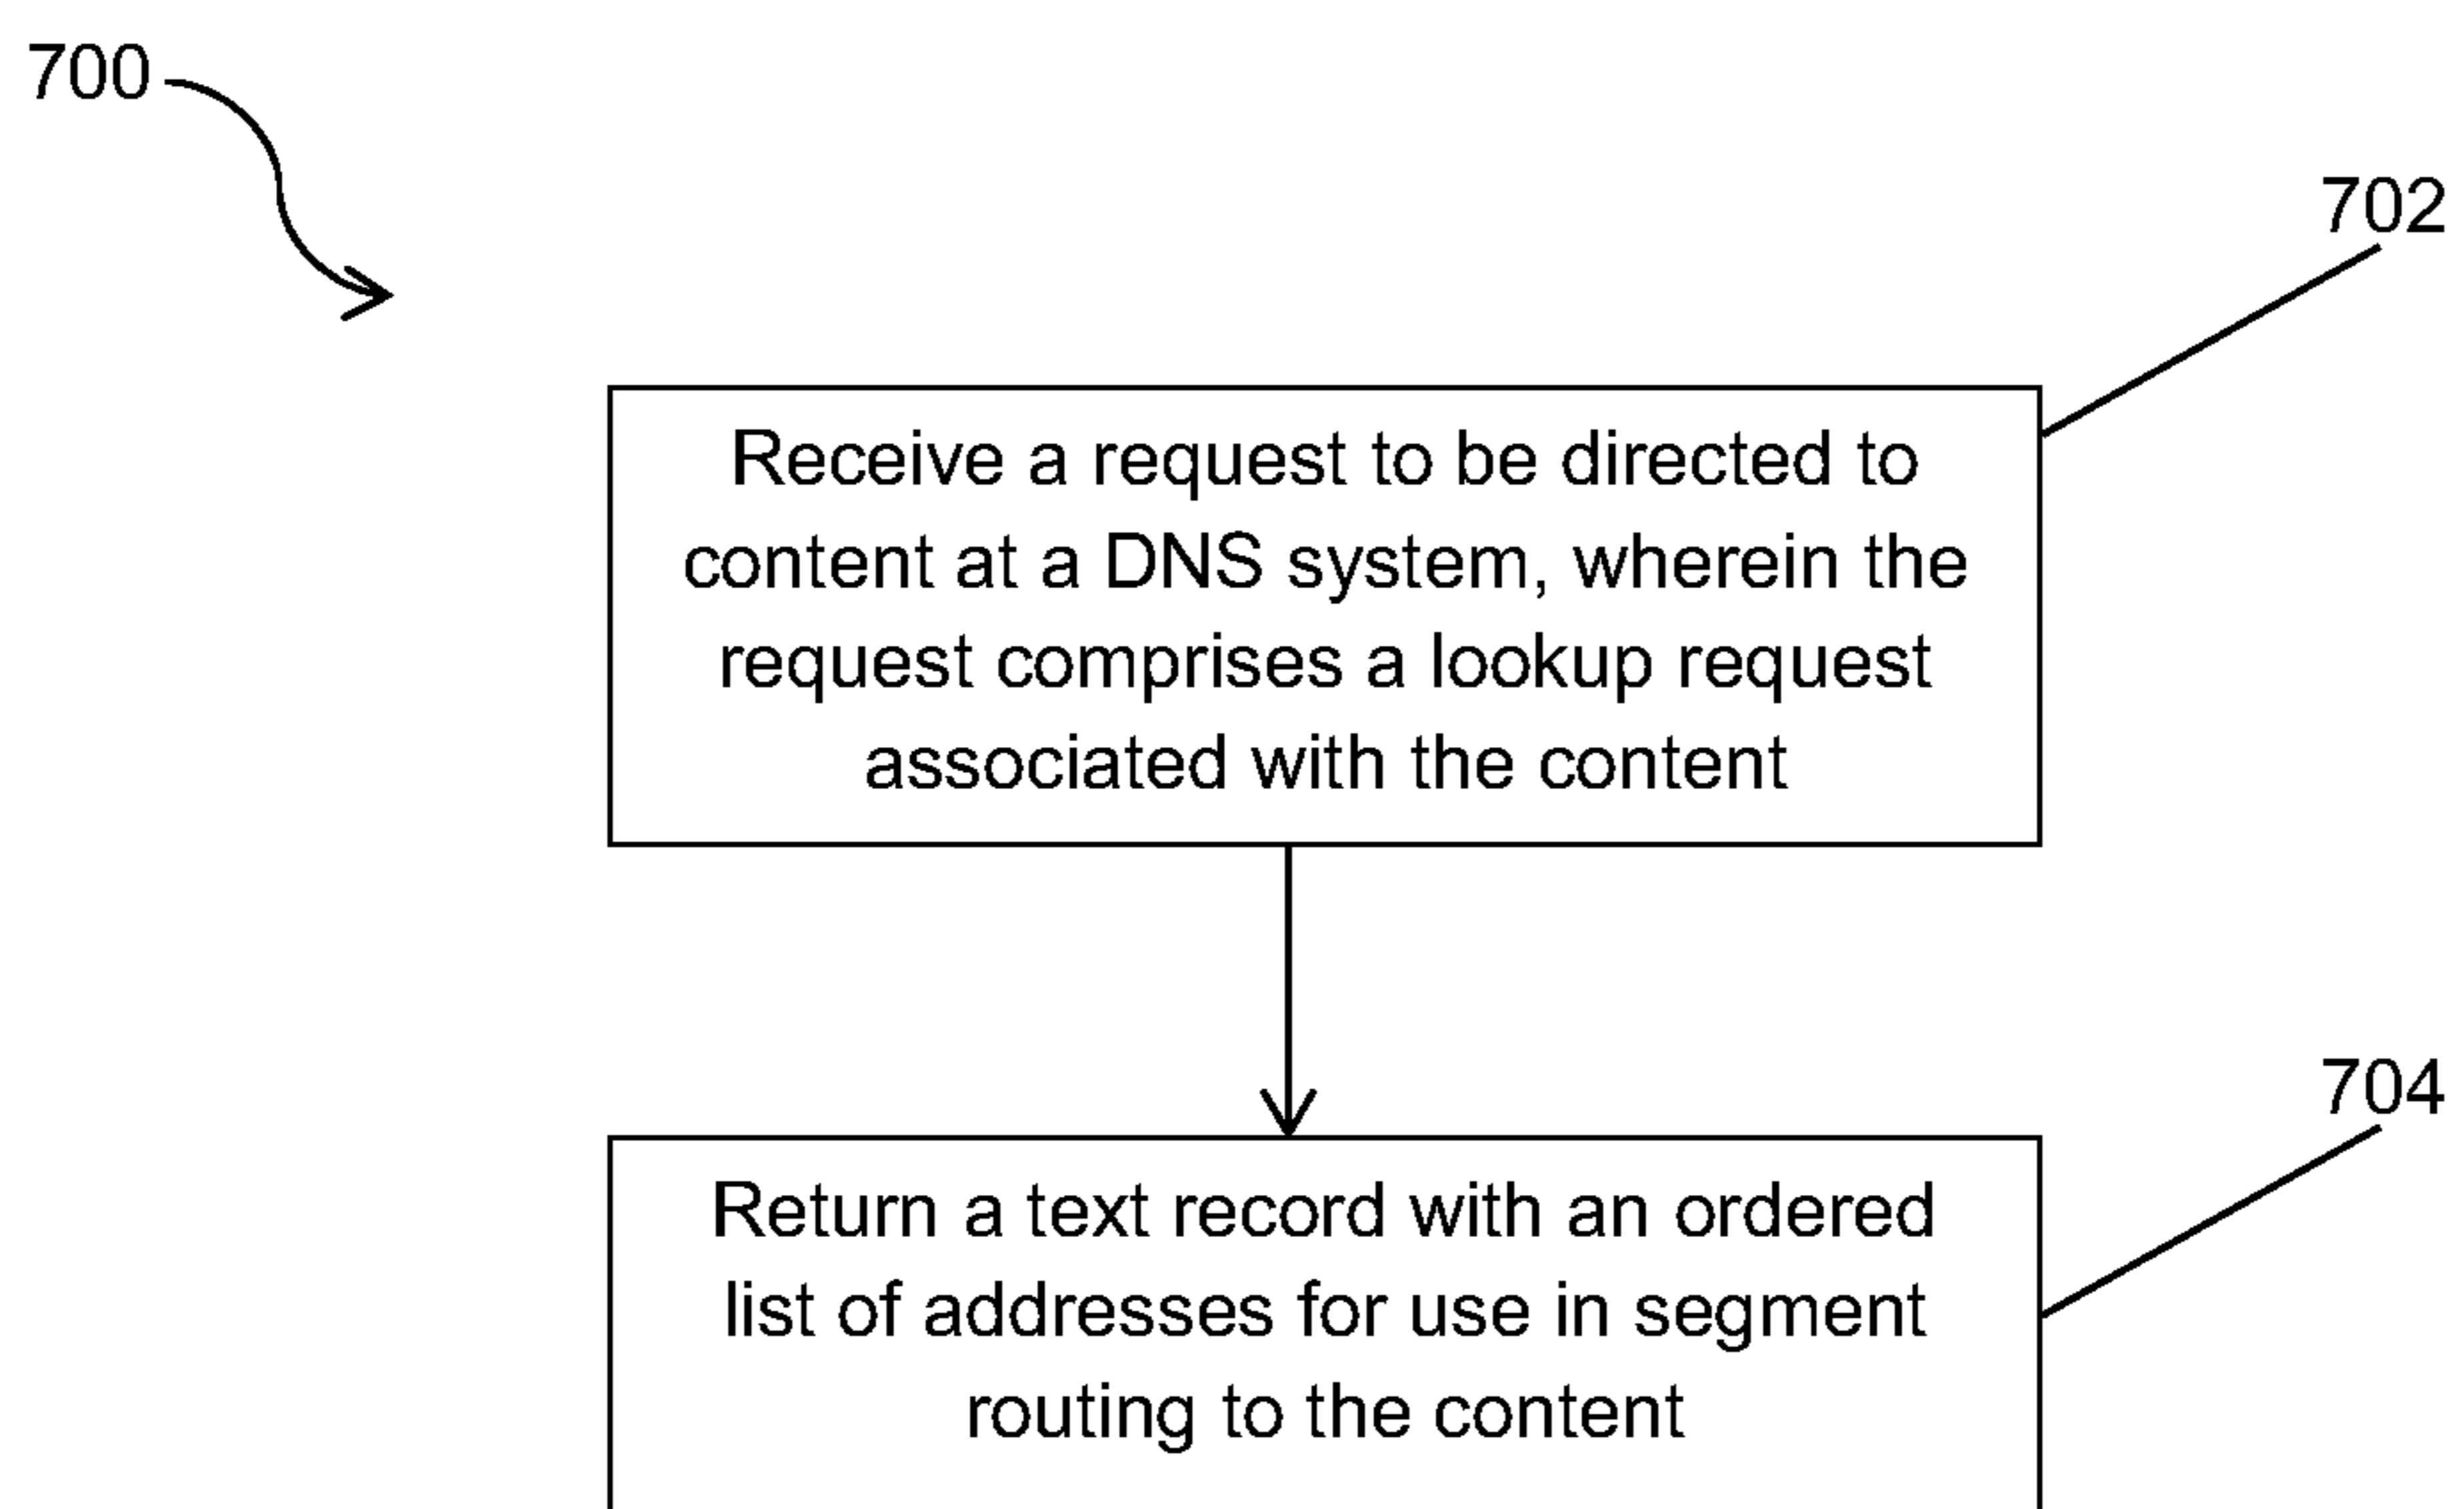 700
702
Receive a request to be directed to
content at a DNS system, wherein the
request comprises a lookup request
associated with the content
704
Return a text record with an ordered
list of addresses for use in segment
routing to the content